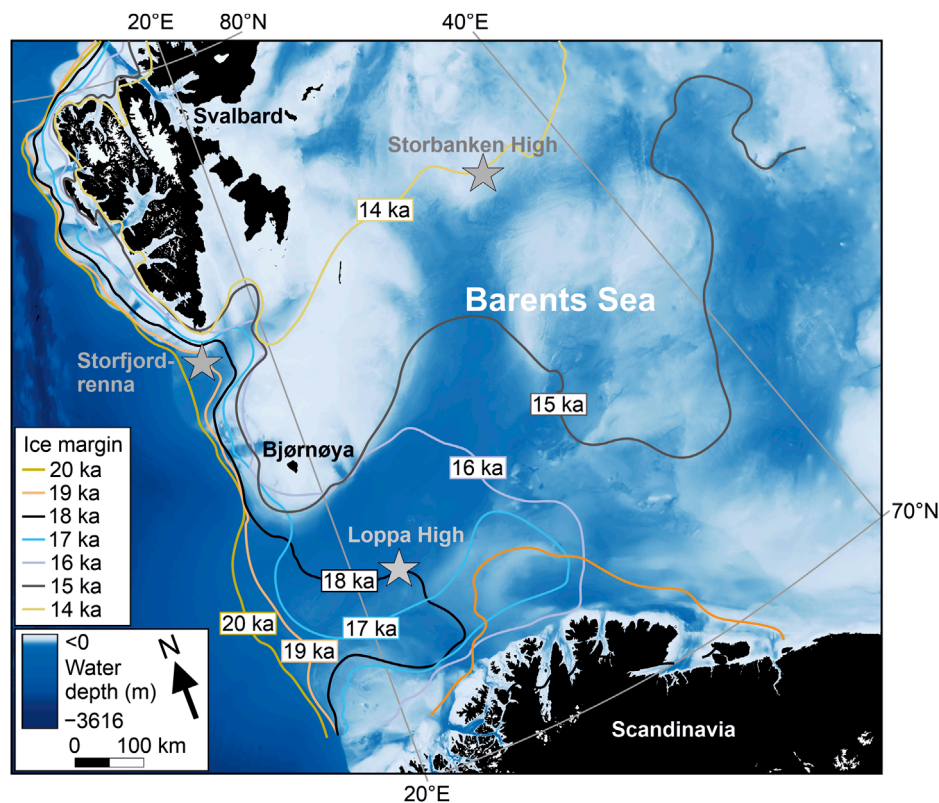 20°E
80°N
40°E
Svalbard
Storbanken High
14 ka
Barents Sea
Storfjord-
renna
15 ka
Ice margin
20 ka
19 ka
18 ka
17 ka
16 ka
15 ka
14 ka
Bjørnøya
16 ka
70°N
Loppa High
18 ka
20 ka
17 ka
19 ka
<0
Water
depth (m)
−3616
N
0 100 km
Scandinavia
20°E